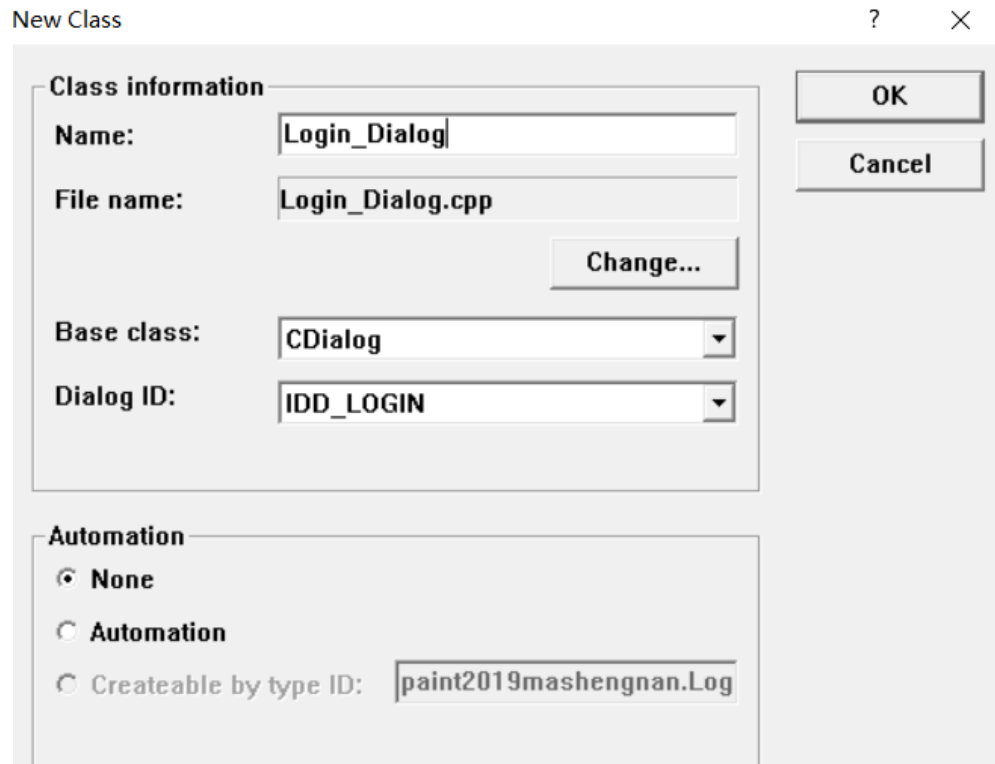 New Class
?
Class information
OK
Name:
Login_Dialog
Cancel
File name:
Login_Dialog.cpp
Change...
Base class:
CDialog
Dialog ID:
IDD_LOGIN
Automation
None
Automation
Createable by type ID:
paint2019mashengnan.Log